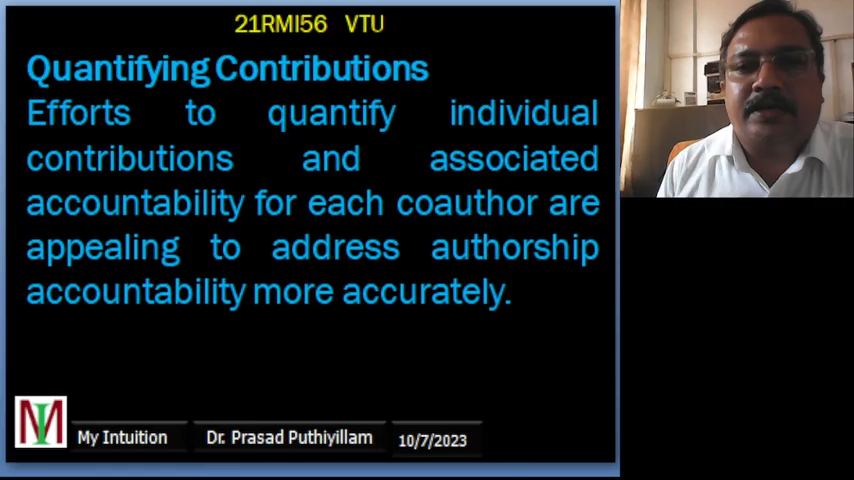 21RMI56 VTU
Quantifying Contributions
Efforts to quantify individual
contributions and associated
accountability for each coauthor are
appealing to address authorship
accountability more accurately.
MI
My Intuition Dr. Prasad Puthiyillam 10/7/2023